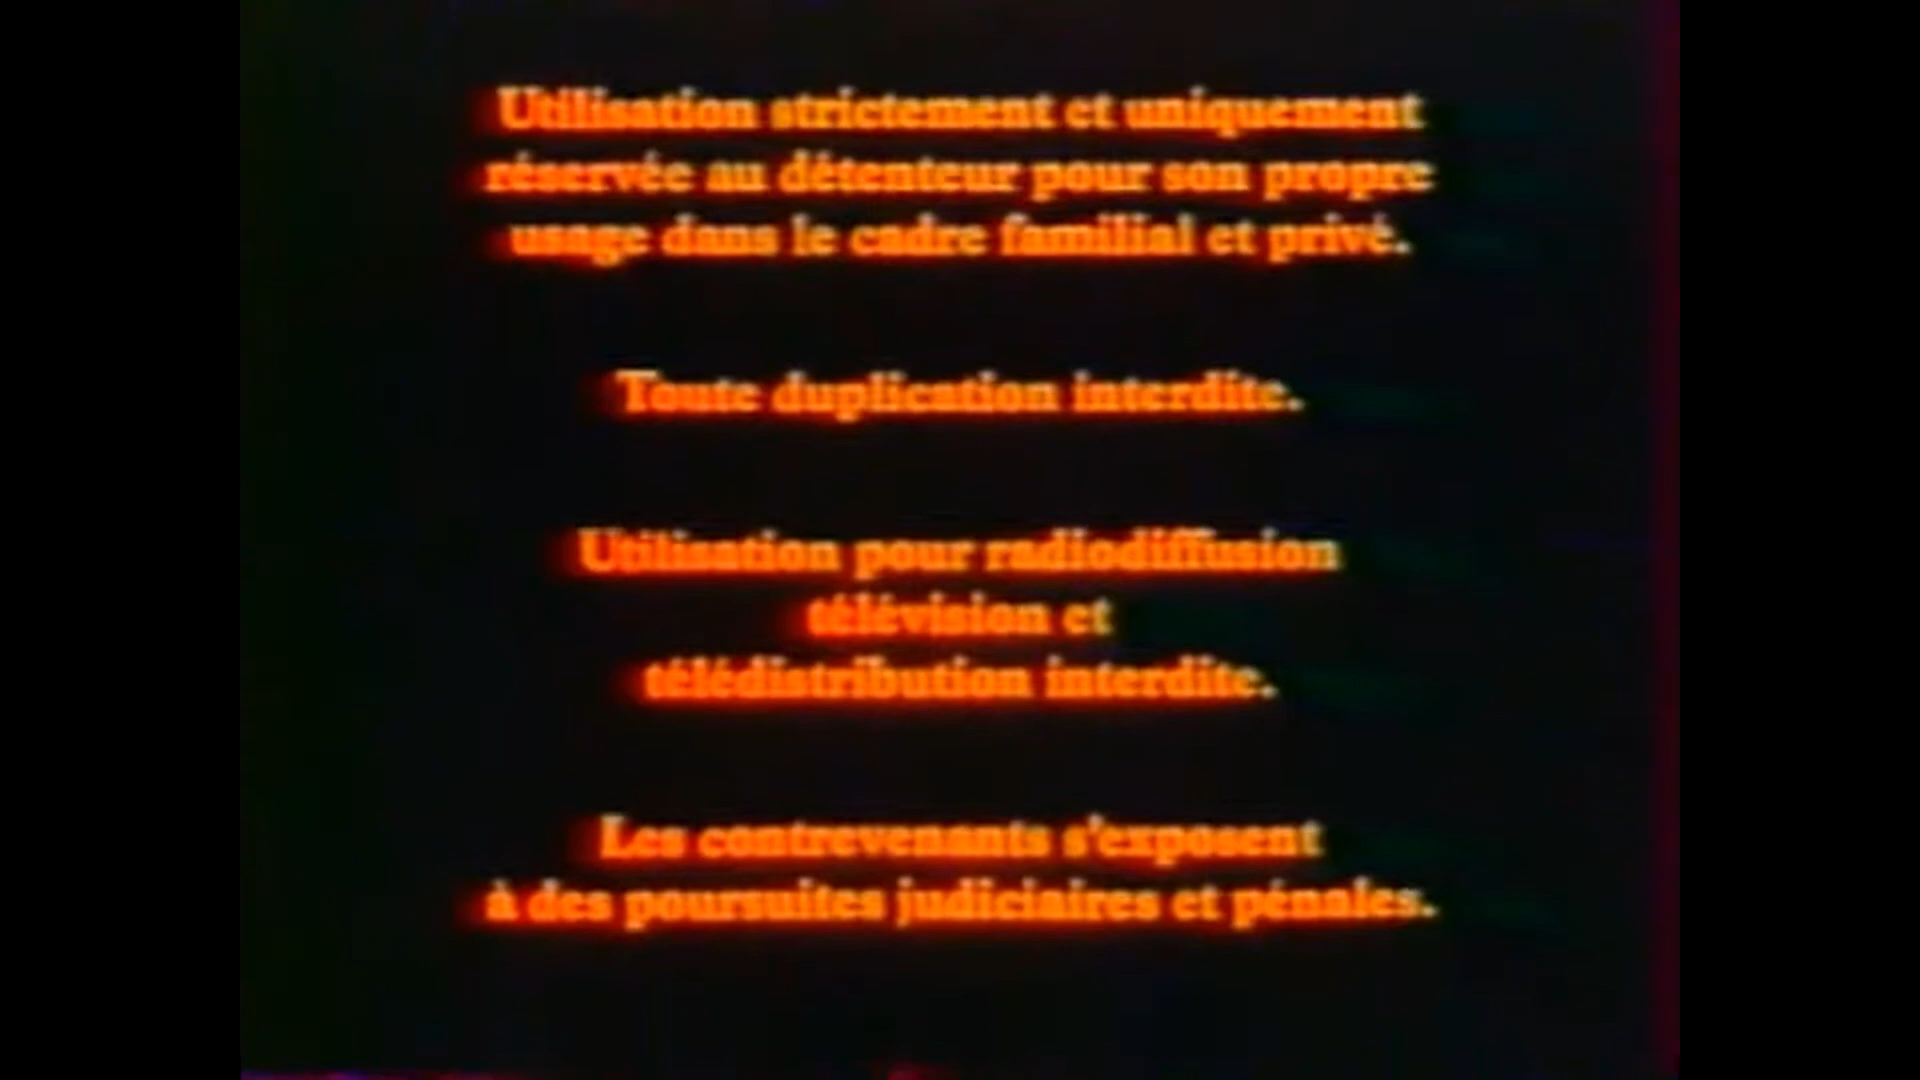 Utilisation strictement et uniquement
réservée au détenteur pour son propre
usage dans le cadre familial et privé.
Toute duplication interdite.
Utilisation pour radiodiffusion
télévision et
télédistribution interdite.
Les contrevenants s'exposent
à des poursuites judiciaires et pénales.